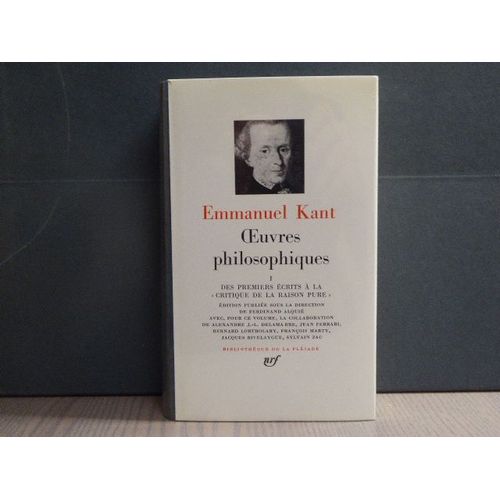 Emmanuel Kant
Œuvres
philosophiques
I
DES PREMIERS ÉCRITS À LA
« CRITIQUE DE LA RAISON PURE »
ÉDITION PUBLIÉE SOUS LA DIRECTION
DE FERDINAND ALQUIÉ
AVEC, POUR CE VOLUME, LA COLLABORATION
DE ALEXANDRE J.-L. DELAMARRE, JEAN FERRARI,
BERNARD LORTHOLARY, FRANÇOIS MARTY,
JACQUES RIVELAYGUE, SYLVAIN ZAC
BIBLIOTHÈQUE DE LA PLÉIADE
nrf